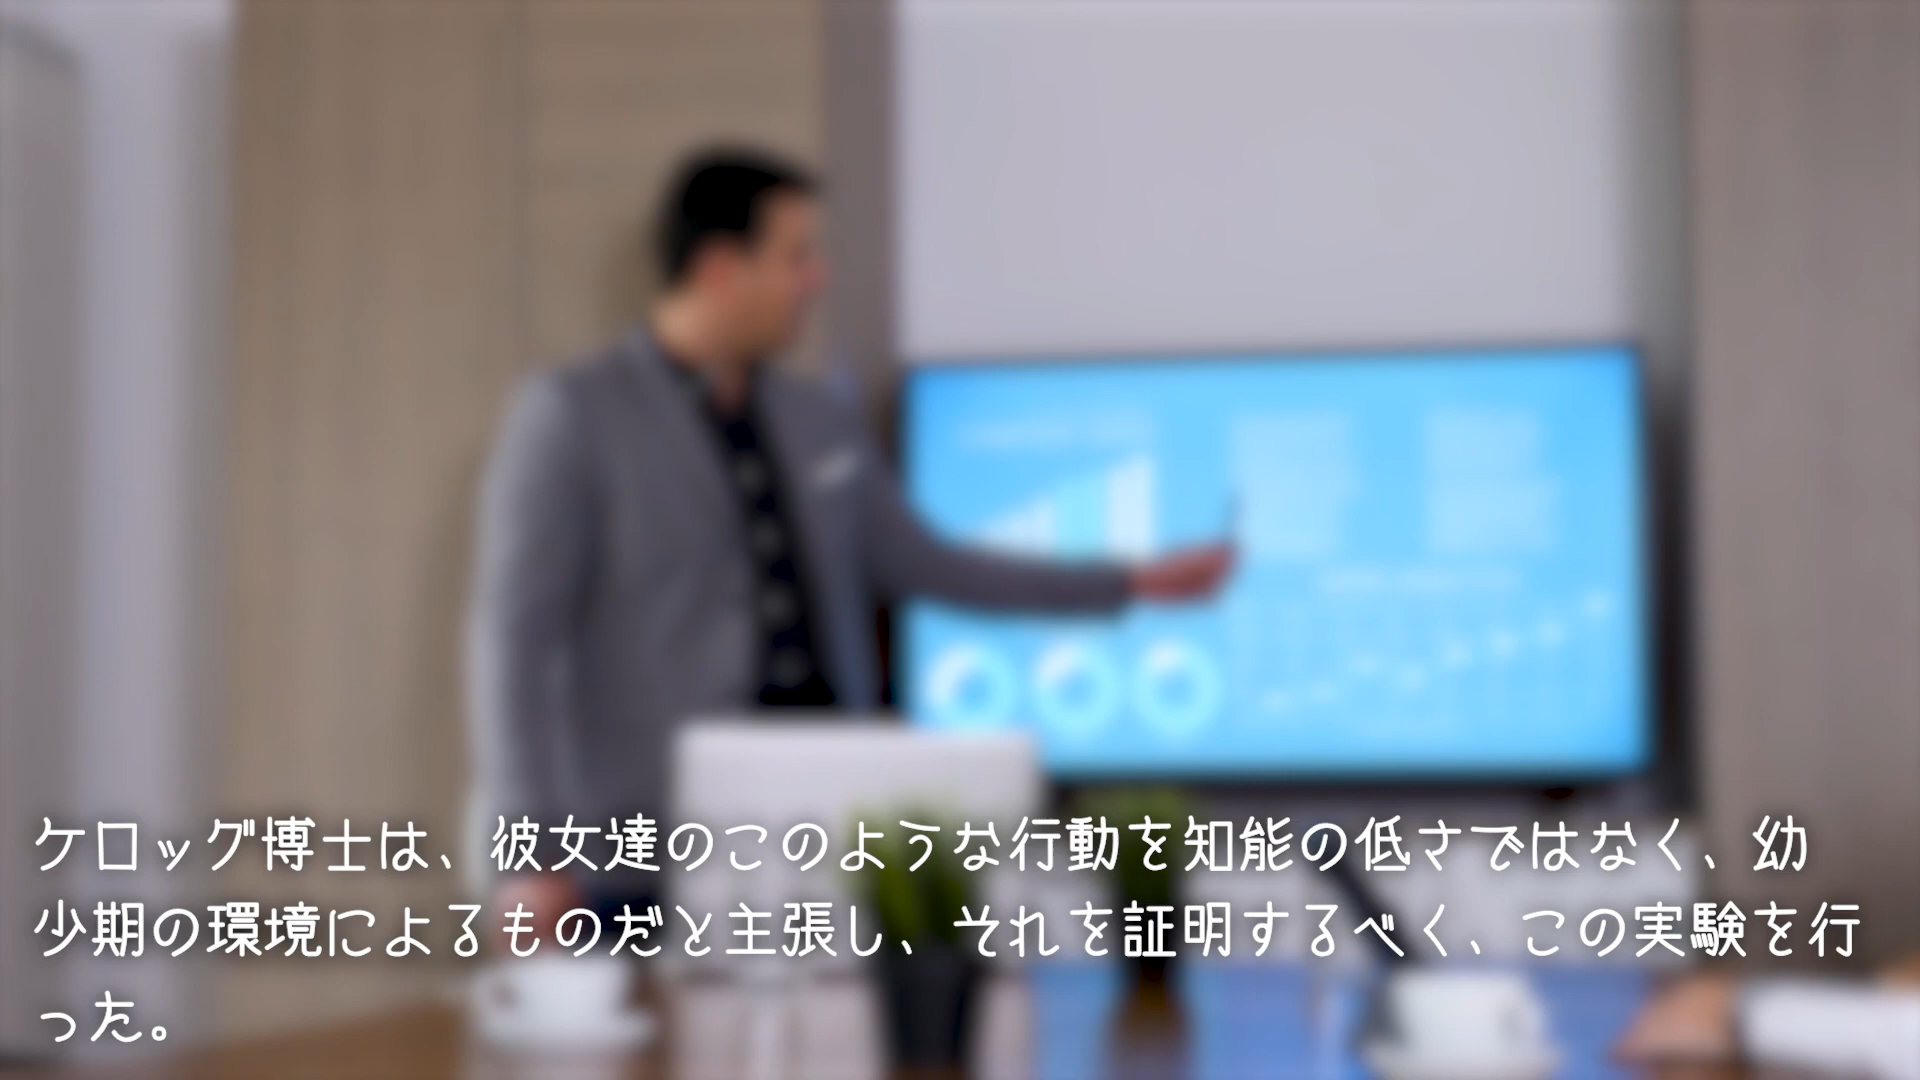 ケロッグ博士は、彼女達のこのような行動を知能の低さではなく、幼
少期の環境によるものだと主張し、それを証明するべく、この実験を行
った。